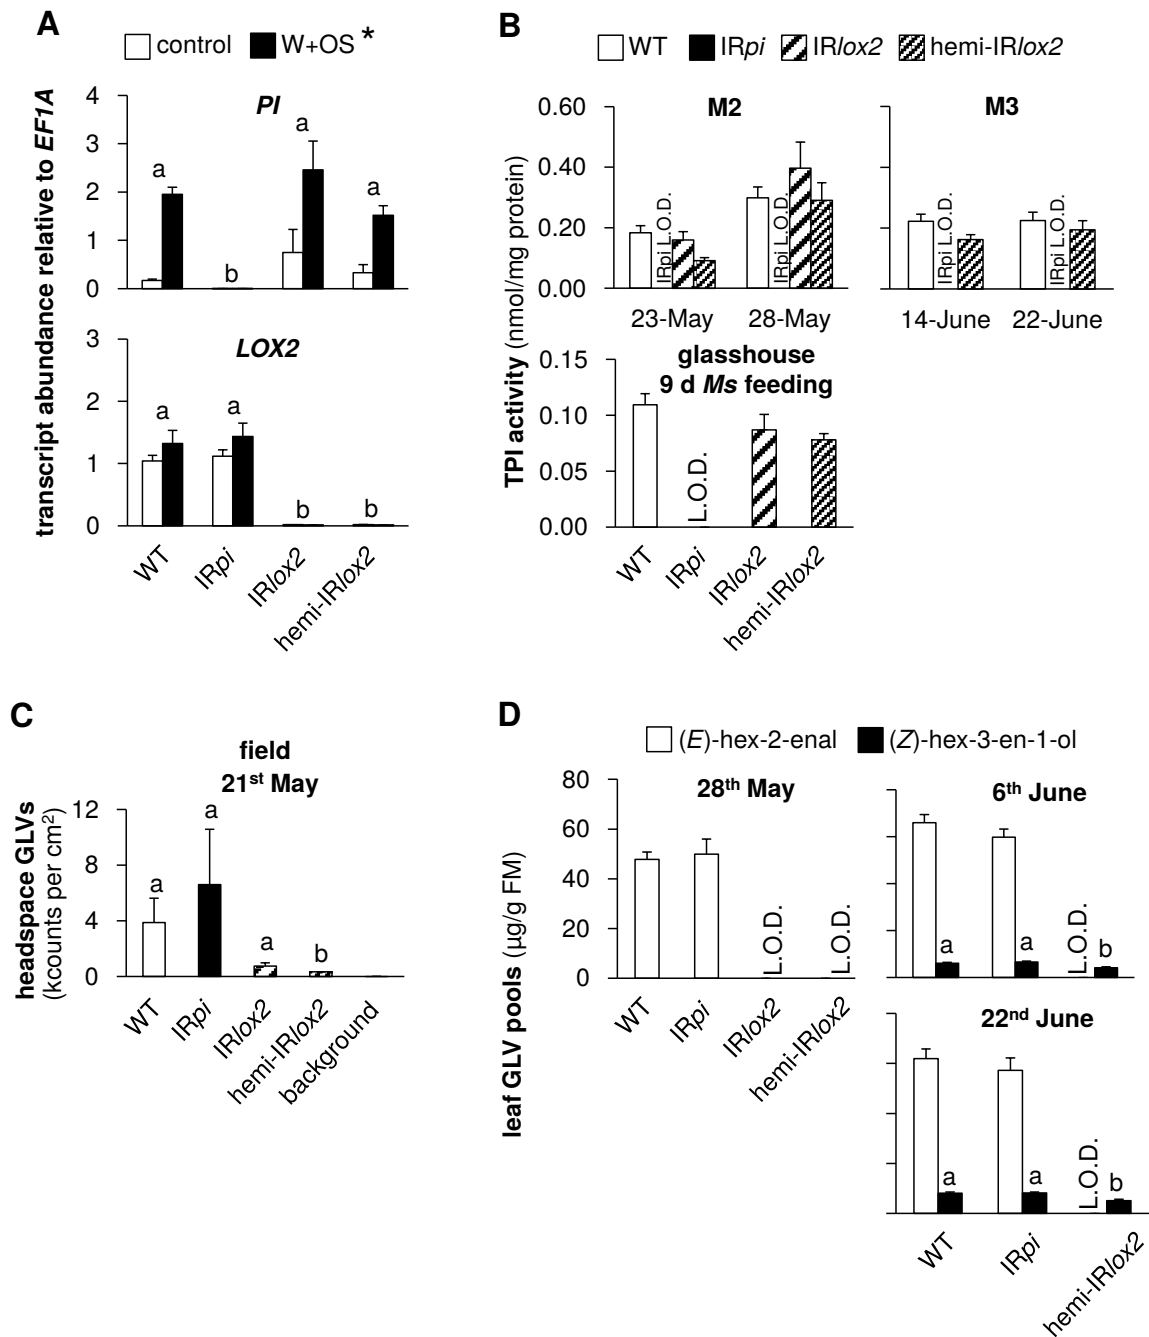 A
control W+OS *
transcript abundance relative to EF1A
PI
4
3
2
1
0
a
b
a
a
LOX2
3
2
1
0
a
a
b
b
WT
IRpi
IRlox2
hemi-IRlox2
B
WT IRpi IRlox2 hemi-IRlox2
TPI activity (nmol/mg protein)
M2
0.60
0.40
0.20
0.00
IRpi L.O.D.
IRpi L.O.D.
23-May 28-May
M3
IRpi L.O.D.
IRpi L.O.D.
14-June 22-June
glasshouse
9 d Ms feeding
0.15
0.10
0.05
0.00
L.O.D.
WT
IRpi
IRlox2
hemi-IRlox2
C
field
21st May
headspace GLVs
(kcounts per cm²)
12
8
4
0
a
a
a
b
WT
IRpi
IRlox2
hemi-IRlox2
background
D
(E)-hex-2-enal (Z)-hex-3-en-1-ol
leaf GLV pools (µg/g FM)
28th May
80
60
40
20
0
L.O.D.
L.O.D.
WT
IRpi
IRlox2
hemi-IRlox2
6th June
a
a
L.O.D.
b
22nd June
a
a
L.O.D.
b
WT
IRpi
hemi-IRlox2